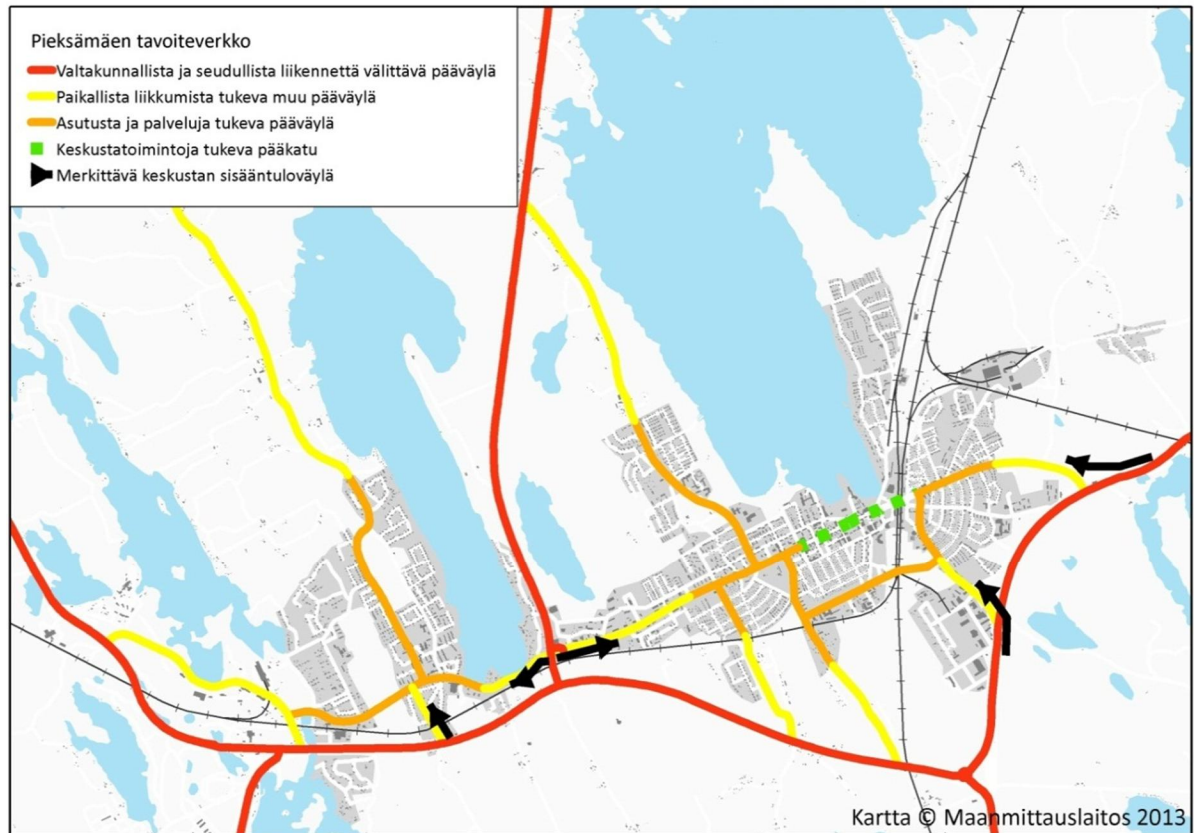 Pieksämäen tavoiteverkko
Valtakunnallista ja seudullista liikennettä välittävä pääväylä
Paikallista liikkumista tukeva muu pääväylä
Asutusta ja palveluja tukeva pääväylä
Keskustatoimintoja tukeva pääkatu
Merkittävä keskustan sisääntuloväylä
Kartta © Maanmittauslaitos 2013